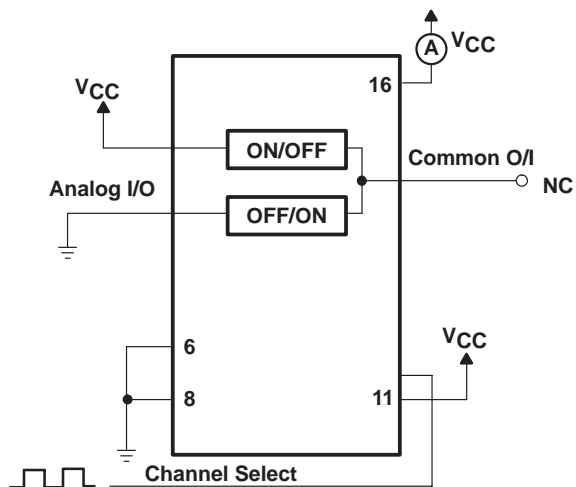 A
VCC
16
VCC
ON/OFF
Common O/I
Analog I/O
OFF/ON
NC
6
VCC
8
11
Channel Select